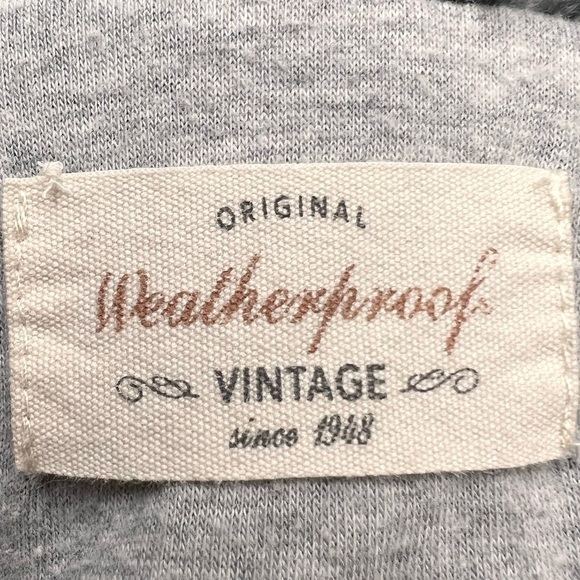 ORIGINAL
Weatherproof
VINTAGE
since 1948